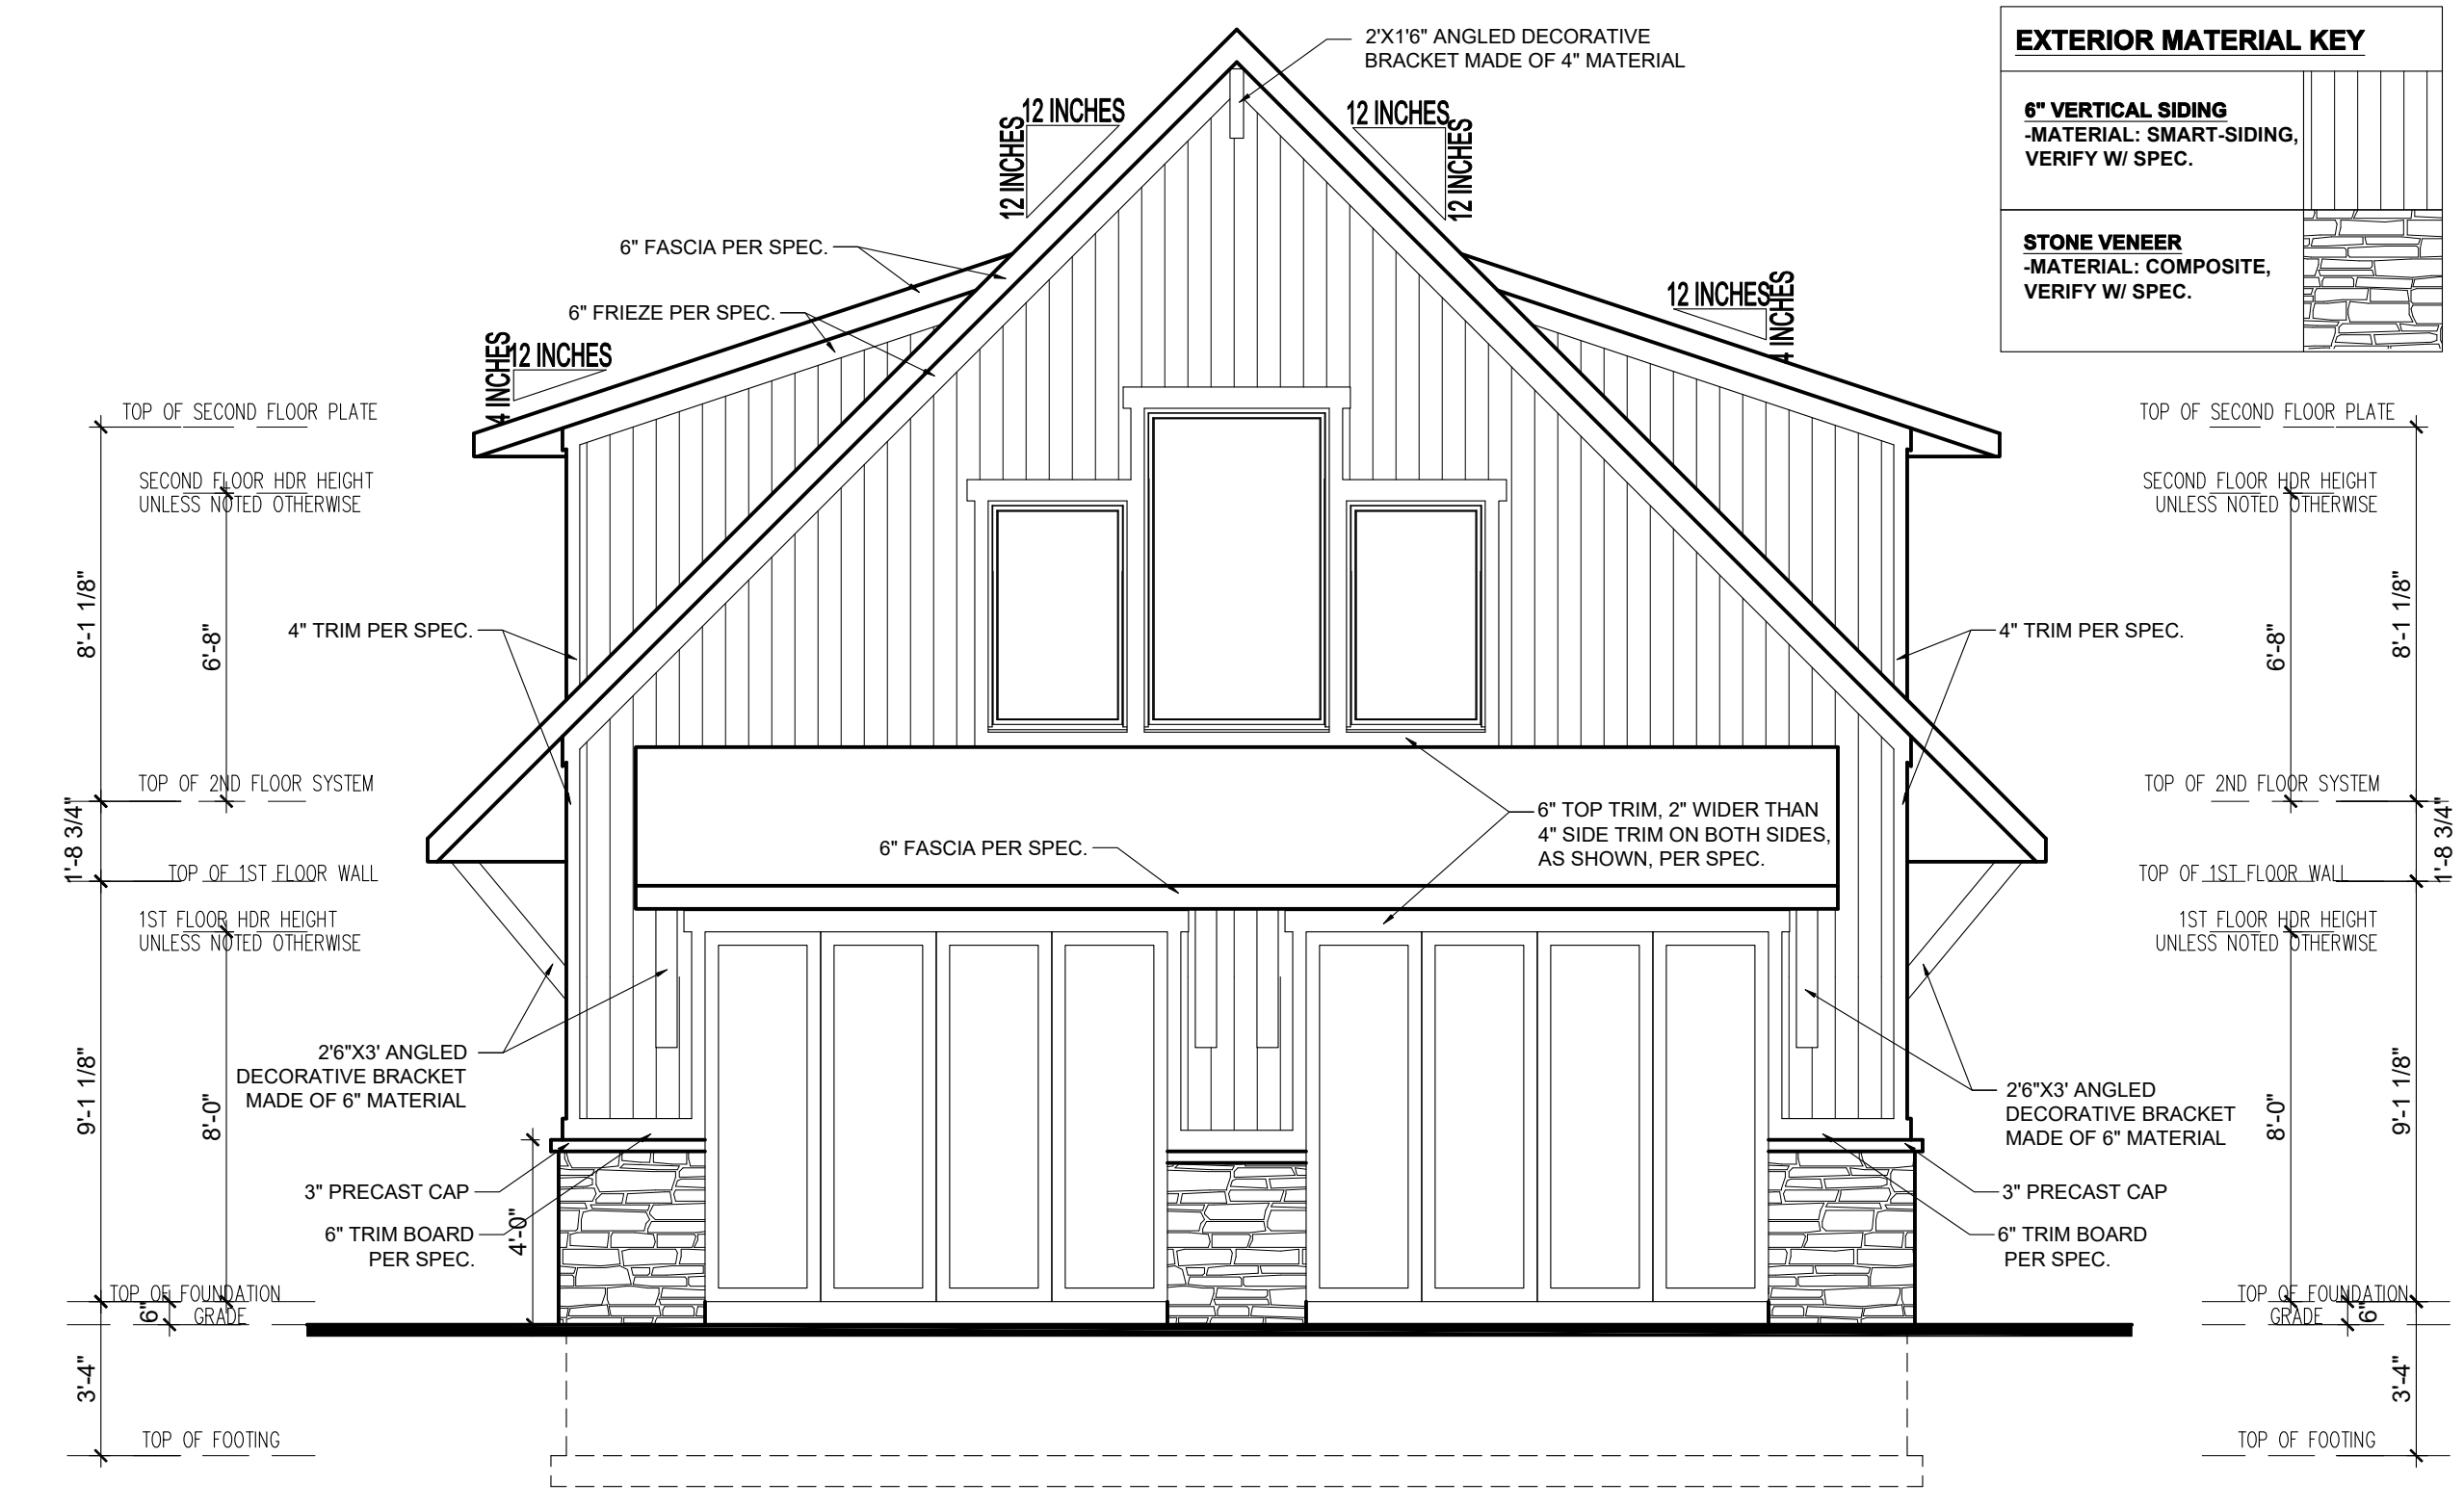 2'X1'6" ANGLED DECORATIVE
BRACKET MADE OF 4" MATERIAL
EXTERIOR MATERIAL KEY
6" VERTICAL SIDING
-MATERIAL: SMART-SIDING,
VERIFY W/ SPEC.
STONE VENEER
-MATERIAL: COMPOSITE,
VERIFY W/ SPEC.
12 INCHES
12 INCHES
12 INCHES
12 INCHES
6" FASCIA PER SPEC.
6" FRIEZE PER SPEC.
12 INCHES
4 INCHES
12 INCHES
4 INCHES
TOP OF SECOND FLOOR PLATE
SECOND FLOOR HDR HEIGHT
UNLESS NOTED OTHERWISE
8'-1 1/8"
6'-8"
4" TRIM PER SPEC.
TOP OF 2ND FLOOR SYSTEM
1'-8 3/4"
TOP OF 1ST FLOOR WALL
1ST FLOOR HDR HEIGHT
UNLESS NOTED OTHERWISE
9'-1 1/8"
8'-0"
2'6"X3' ANGLED
DECORATIVE BRACKET
MADE OF 6" MATERIAL
3" PRECAST CAP
6" TRIM BOARD
PER SPEC.
4'-0"
TOP OF FOUNDATION
GRADE
6"
3'-4"
TOP OF FOOTING
6" FASCIA PER SPEC.
6" TOP TRIM, 2" WIDER THAN
4" SIDE TRIM ON BOTH SIDES,
AS SHOWN, PER SPEC.
TOP OF SECOND FLOOR PLATE
SECOND FLOOR HDR HEIGHT
UNLESS NOTED OTHERWISE
4" TRIM PER SPEC.
6'-8"
8'-1 1/8"
TOP OF 2ND FLOOR SYSTEM
1'-8 3/4"
TOP OF 1ST FLOOR WALL
1ST FLOOR HDR HEIGHT
UNLESS NOTED OTHERWISE
2'6"X3' ANGLED
DECORATIVE BRACKET
MADE OF 6" MATERIAL
8'-0"
9'-1 1/8"
3" PRECAST CAP
6" TRIM BOARD
PER SPEC.
TOP OF FOUNDATION
GRADE
6"
3'-4"
TOP OF FOOTING